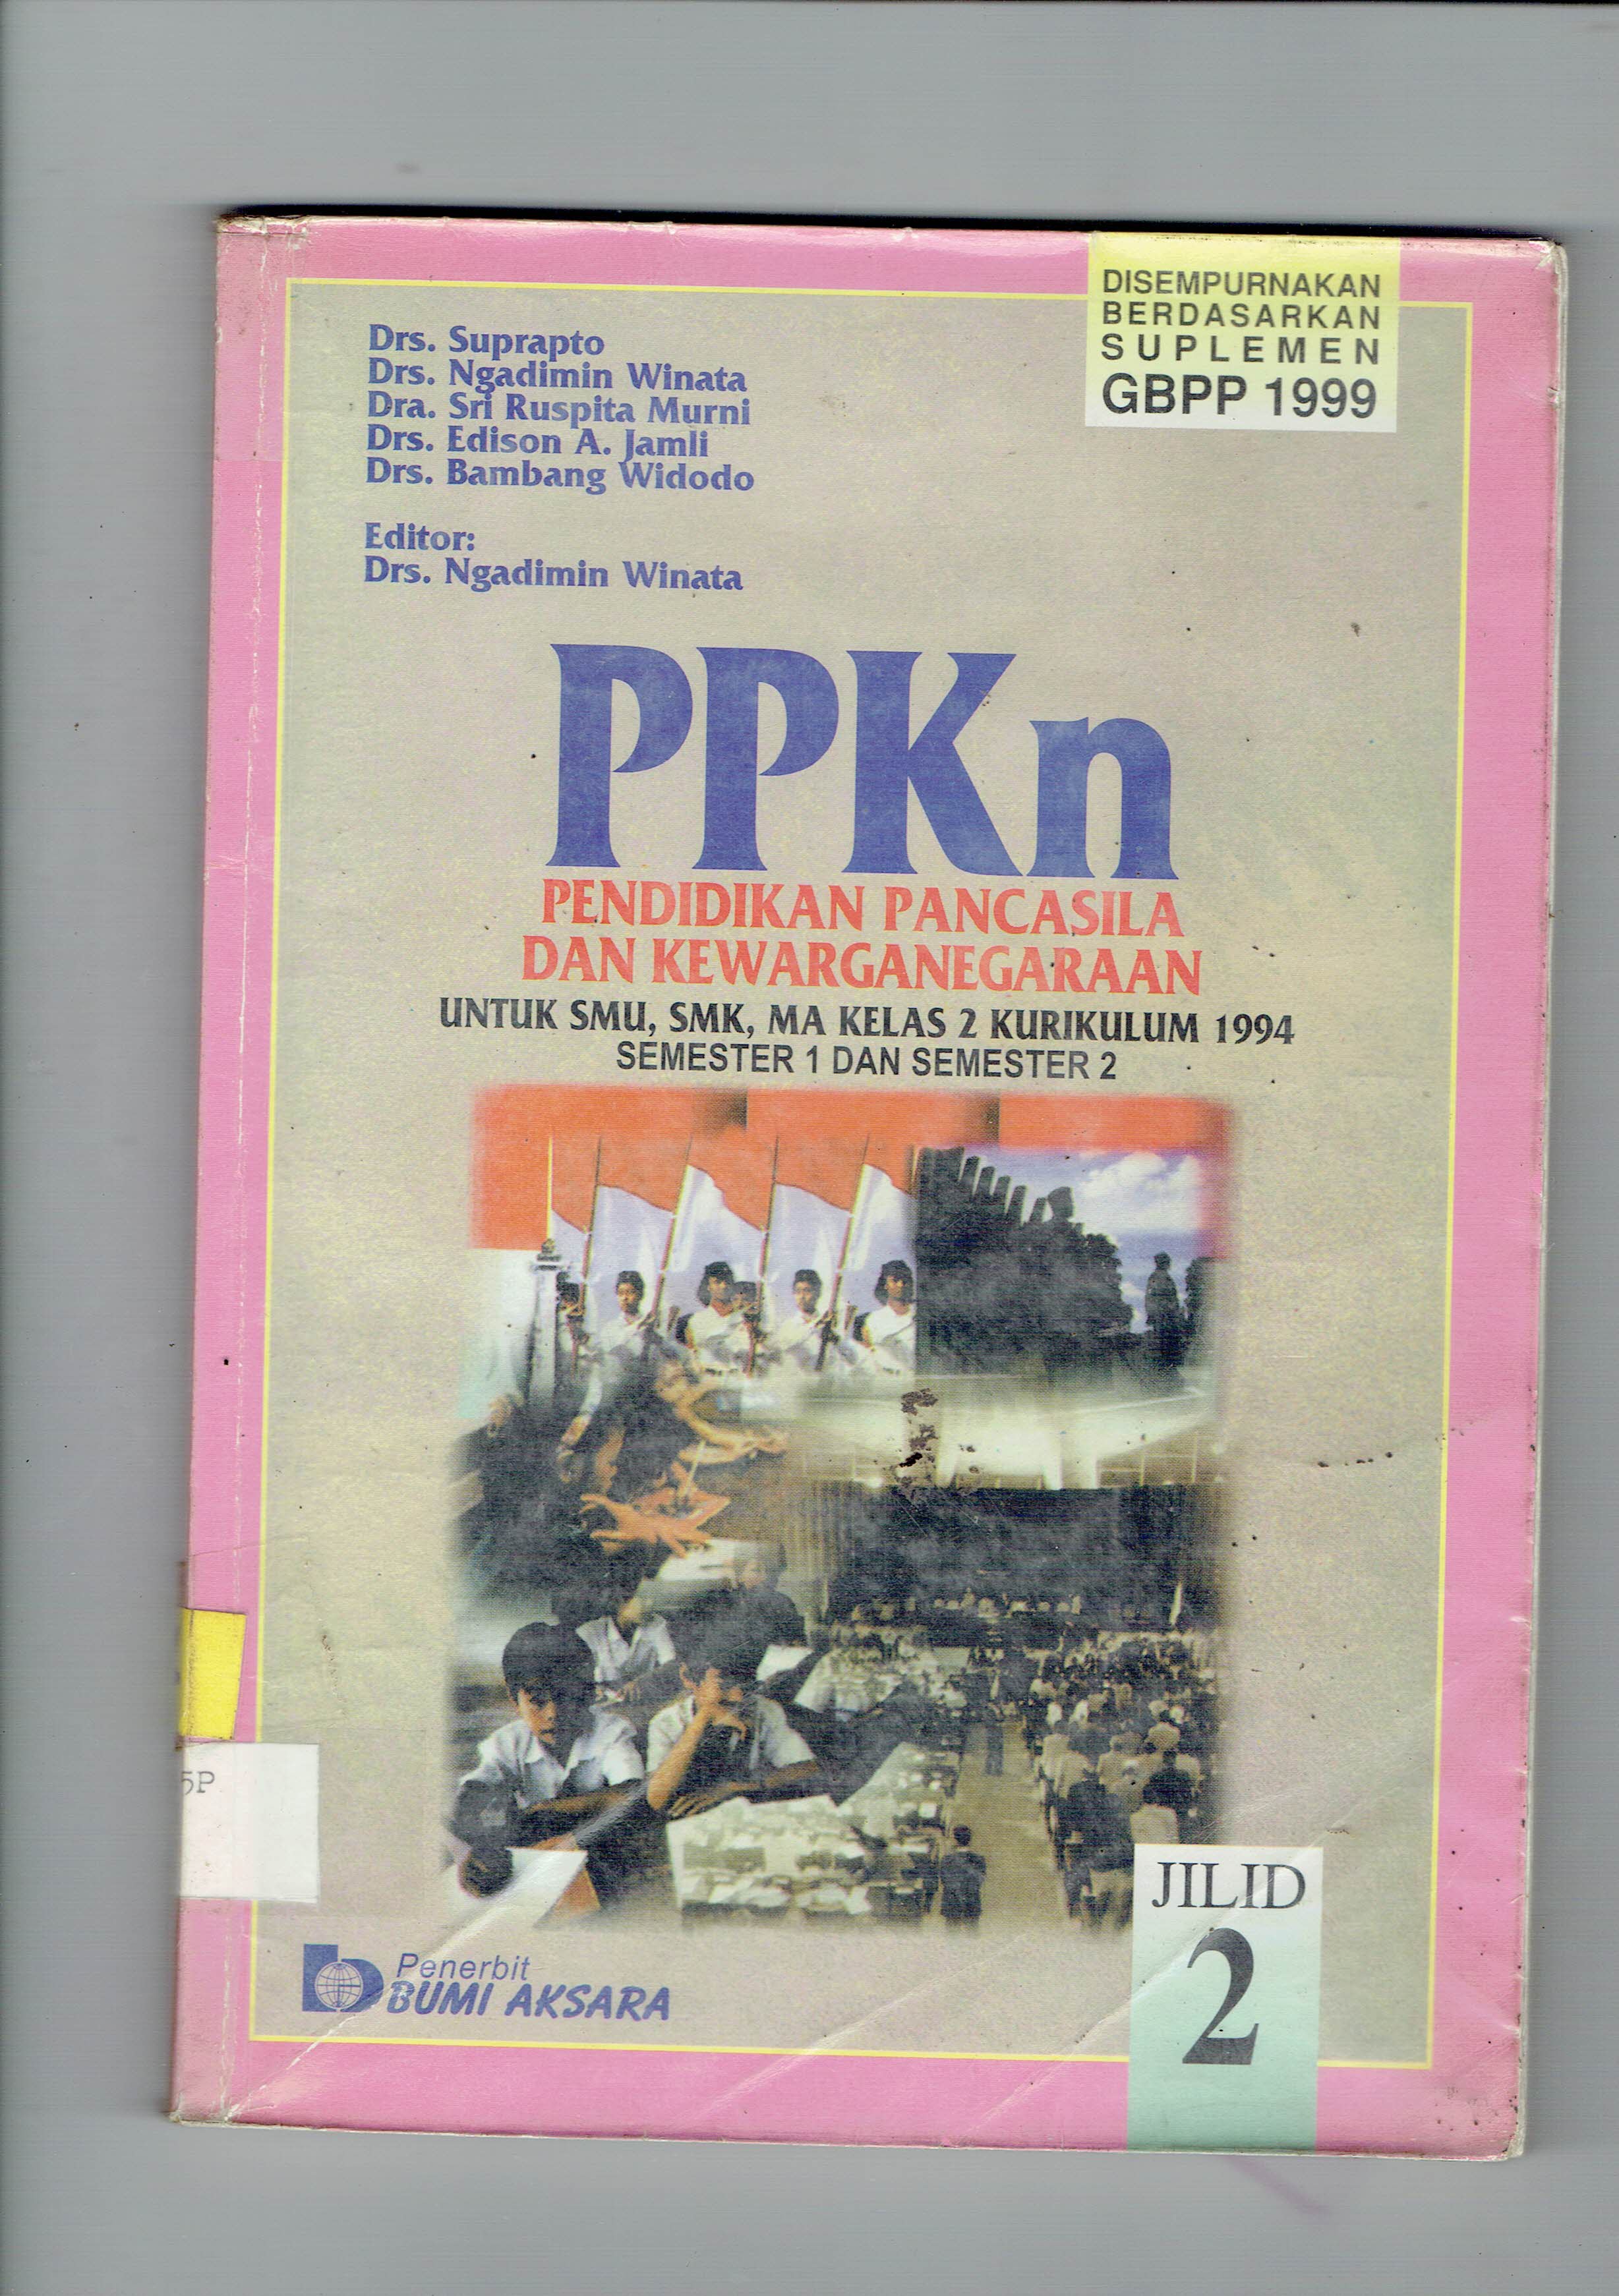 DISEMPURNAKAN
BERDASARKAN
SUPLEMEN
GBPP 1999
Drs. Suprapto
Drs. Ngadimin Winata
Dra. Sri Ruspita Murni
Drs. Edison A. Jamli
Drs. Bambang Widodo
Editor:
Drs. Ngadimin Winata
PPKn
PENDIDIKAN PANCASILA
DAN KEWARGANEGARAAN
UNTUK SMU, SMK, MA KELAS 2 KURIKULUM 1994
SEMESTER 1 DAN SEMESTER 2
5P
JILID
2
Penerbit
BUMI AKSARA